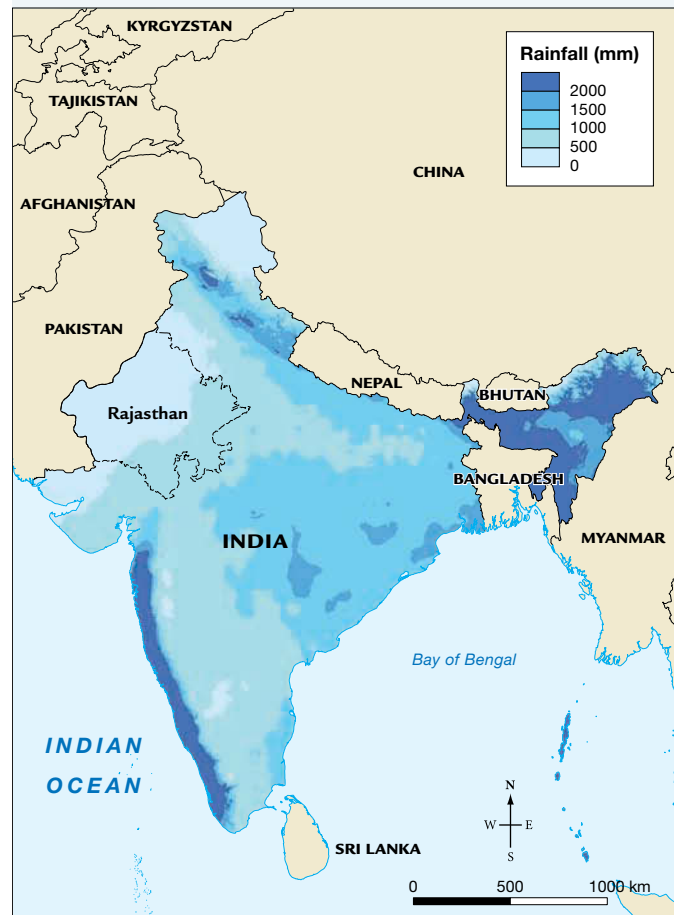 KYRGYZSTAN
Rainfall (mm)
2000
1500
1000
500
0
TAJIKISTAN
CHINA
AFGHANISTAN
PAKISTAN
NEPAL
BHUTAN
Rajasthan
BANGLADESH
INDIA
MYANMAR
Bay of Bengal
INDIAN
OCEAN
N
W E
S
SRI LANKA
0 500 1000 km